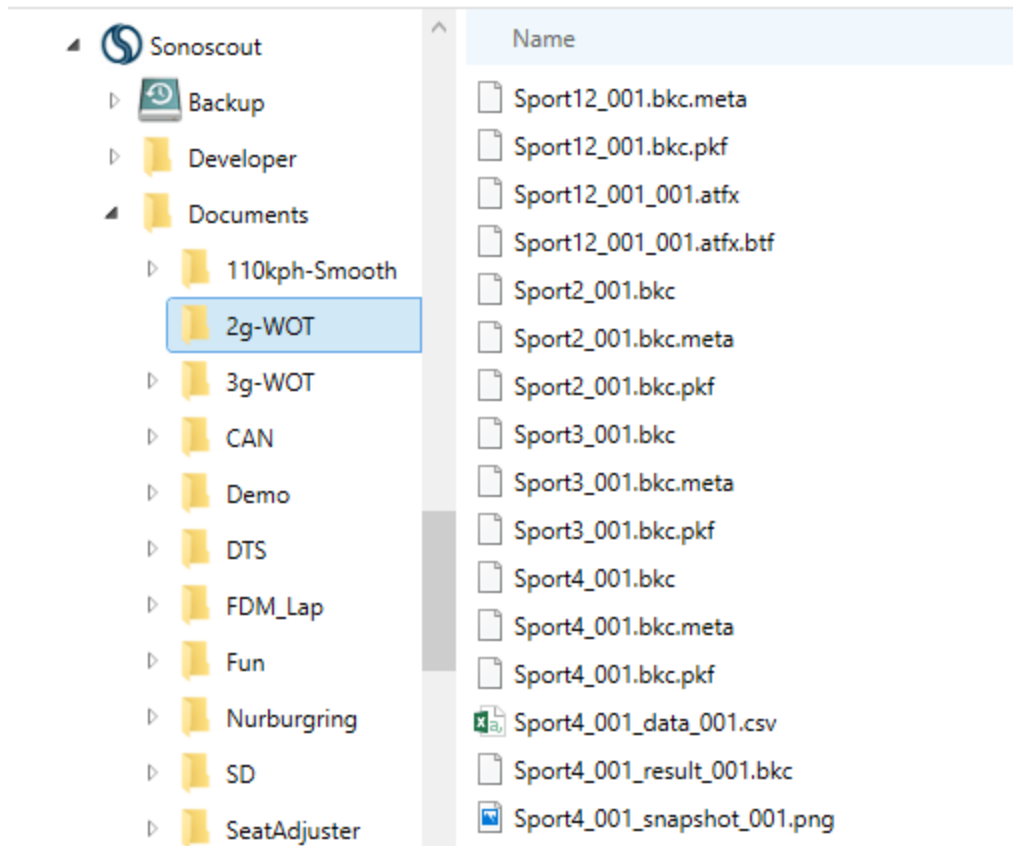 Sonoscout
Backup
Developer
Documents
110kph-Smooth
2g-WOT
3g-WOT
CAN
Demo
DTS
FDM_Lap
Fun
Nurburgring
SD
SeatAdjuster
Name
Sport12_001.bkc.meta
Sport12_001.bkc.pkf
Sport12_001_001.atfx
Sport12_001_001.atfx.btf
Sport2_001.bkc
Sport2_001.bkc.meta
Sport2_001.bkc.pkf
Sport3_001.bkc
Sport3_001.bkc.meta
Sport3_001.bkc.pkf
Sport4_001.bkc
Sport4_001.bkc.meta
Sport4_001.bkc.pkf
Sport4_001_data_001.csv
Sport4_001_result_001.bkc
Sport4_001_snapshot_001.png